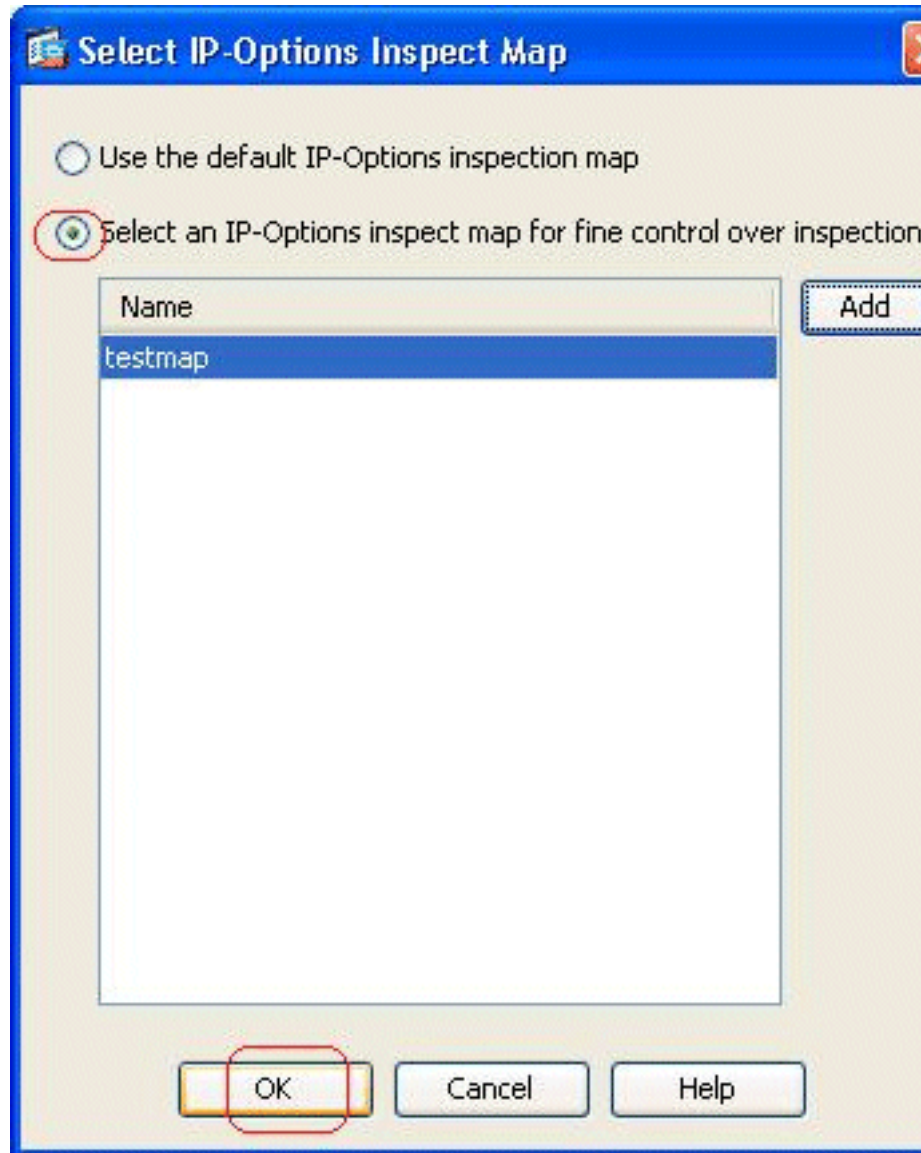 Select IP-Options Inspect Map
Use the default IP-Options inspection map
Select an IP-Options inspect map for fine control over inspection
Name
Add
testmap
OK
Cancel
Help